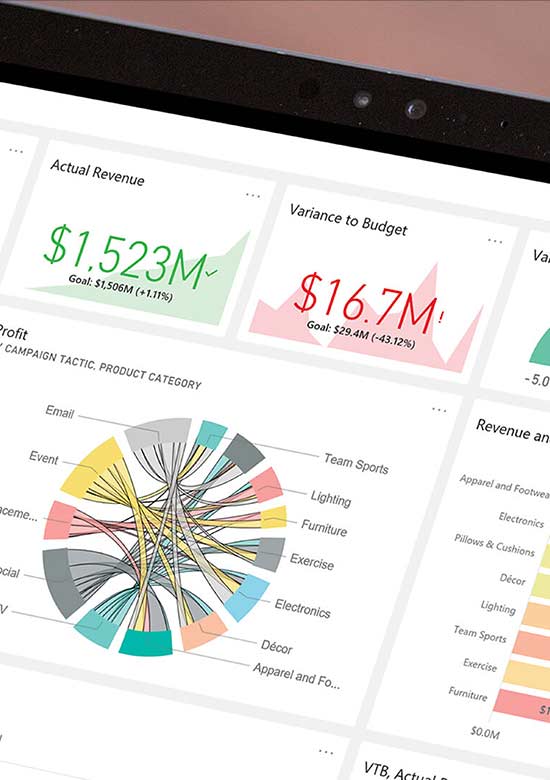 Actual Revenue
$1,523M
Goal: $1,506M (+1.11%)
Variance to Budget
$16.7M!
Goal: $29.4M (-43.12%)
-5.0
Profit
CAMPAIGN TACTIC, PRODUCT CATEGORY
Email
Event
aceme...
ocial
V
Team Sports
Lighting
Furniture
Exercise
Electronics
Décor
Apparel and Fo...
Revenue an
Apparel and Footwea
Electronics
Pillows & Cushions
Décor
Lighting
Team Sports
Exercise
Furniture
$1
$0.0M
VTB, Actual